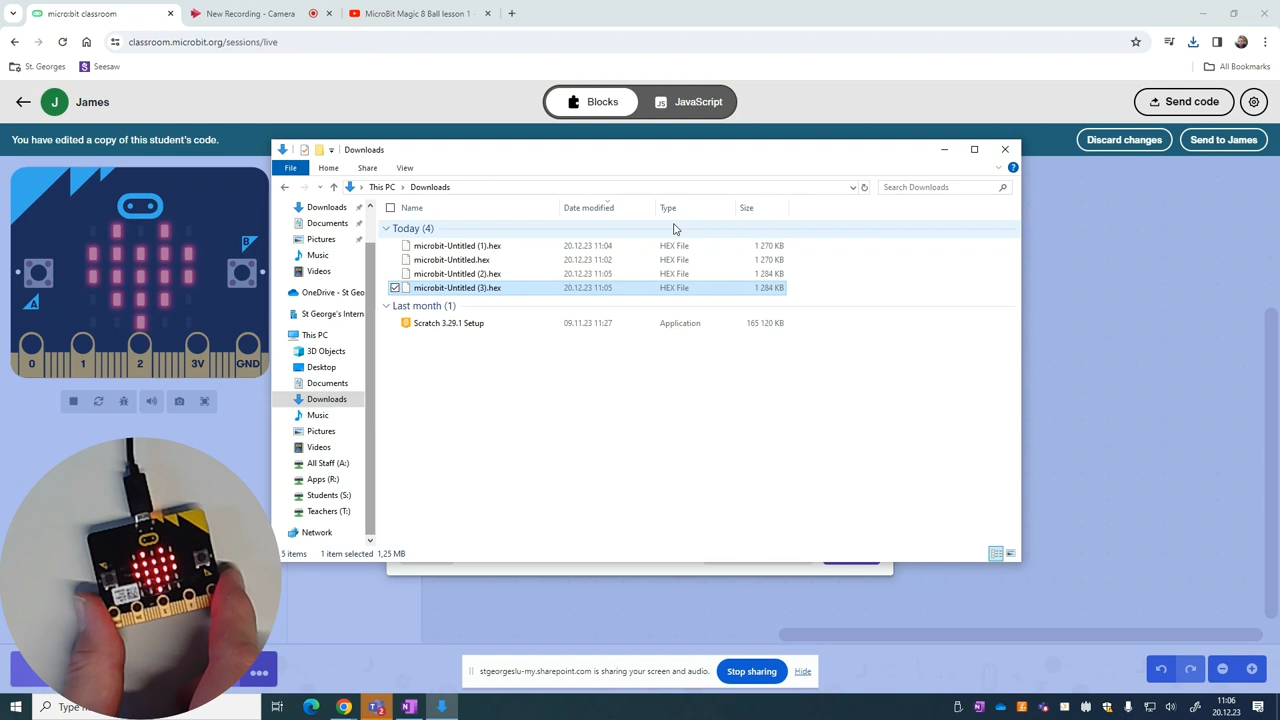 micro:bit classroom
New Recording - Camera
MicroBit Magic 8 Ball lesson 1
classroom.microbit.org/sessions/live
St. Georges
Seesaw
All Bookmarks
J
James
Blocks
JavaScript
Send code
You have edited a copy of this student's code.
Discard changes
Send to James
Downloads
File
Home
Share
View
This PC
Downloads
Search Downloads
Name
Date modified
Type
Size
Downloads
Documents
Pictures
Music
Videos
OneDrive - St Geo
St George's Intern
This PC
3D Objects
Desktop
Documents
Downloads
Music
Pictures
Videos
All Staff (A:)
Apps (R:)
Students (S:)
Teachers (T:)
Network
Today (4)
microbit-Untitled (1).hex 20.12.23 11:04 HEX File 1 270 KB
microbit-Untitled.hex 20.12.23 11:02 HEX File 1 270 KB
microbit-Untitled (2).hex 20.12.23 11:05 HEX File 1 284 KB
microbit-Untitled (3).hex 20.12.23 11:05 HEX File 1 284 KB
Last month (1)
Scratch 3.29.1 Setup 09.11.23 11:27 Application 165 120 KB
5 items 1 item selected 1,25 MB
B
A
0 1 2 3V GND
stgeorgeslu-my.sharepoint.com is sharing your screen and audio.
Stop sharing
Hide
Type
2
11:06
20.12.23